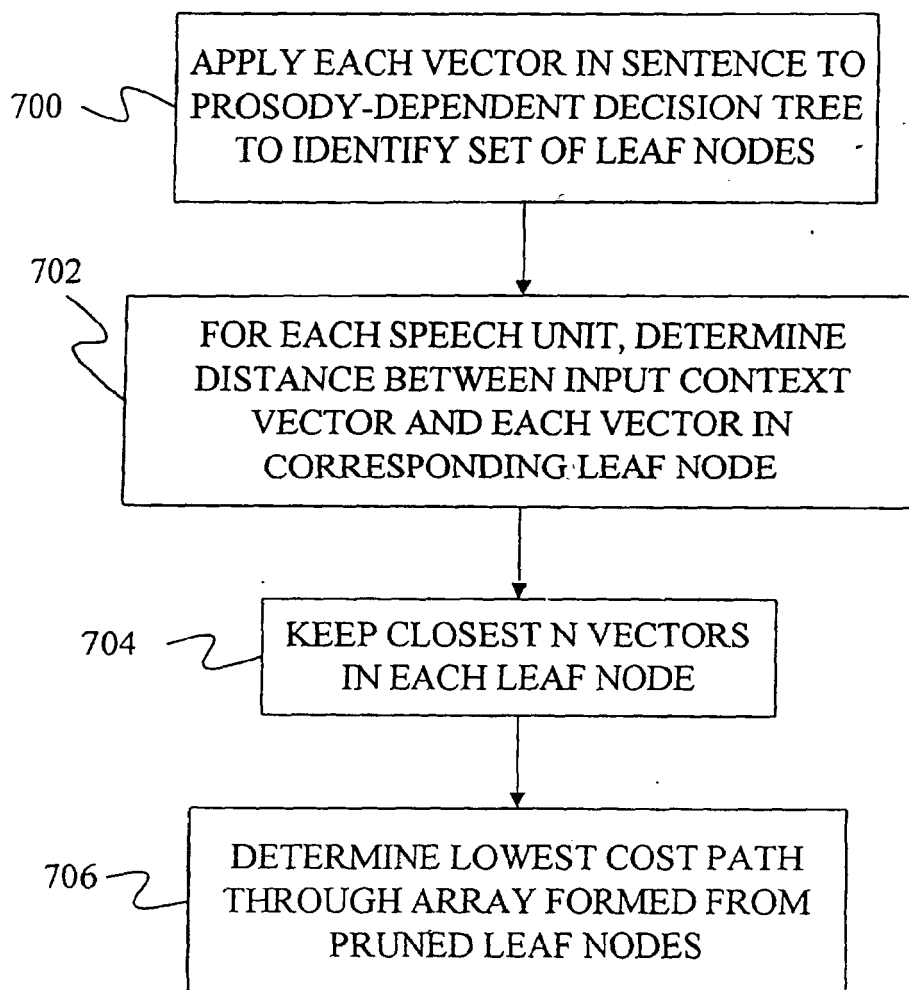 700
APPLY EACH VECTOR IN SENTENCE TO
PROSODY-DEPENDENT DECISION TREE
TO IDENTIFY SET OF LEAF NODES
702
FOR EACH SPEECH UNIT, DETERMINE
DISTANCE BETWEEN INPUT CONTEXT
VECTOR AND EACH VECTOR IN
CORRESPONDING LEAF NODE
704
KEEP CLOSEST N VECTORS
IN EACH LEAF NODE
706
DETERMINE LOWEST COST PATH
THROUGH ARRAY FORMED FROM
PRUNED LEAF NODES